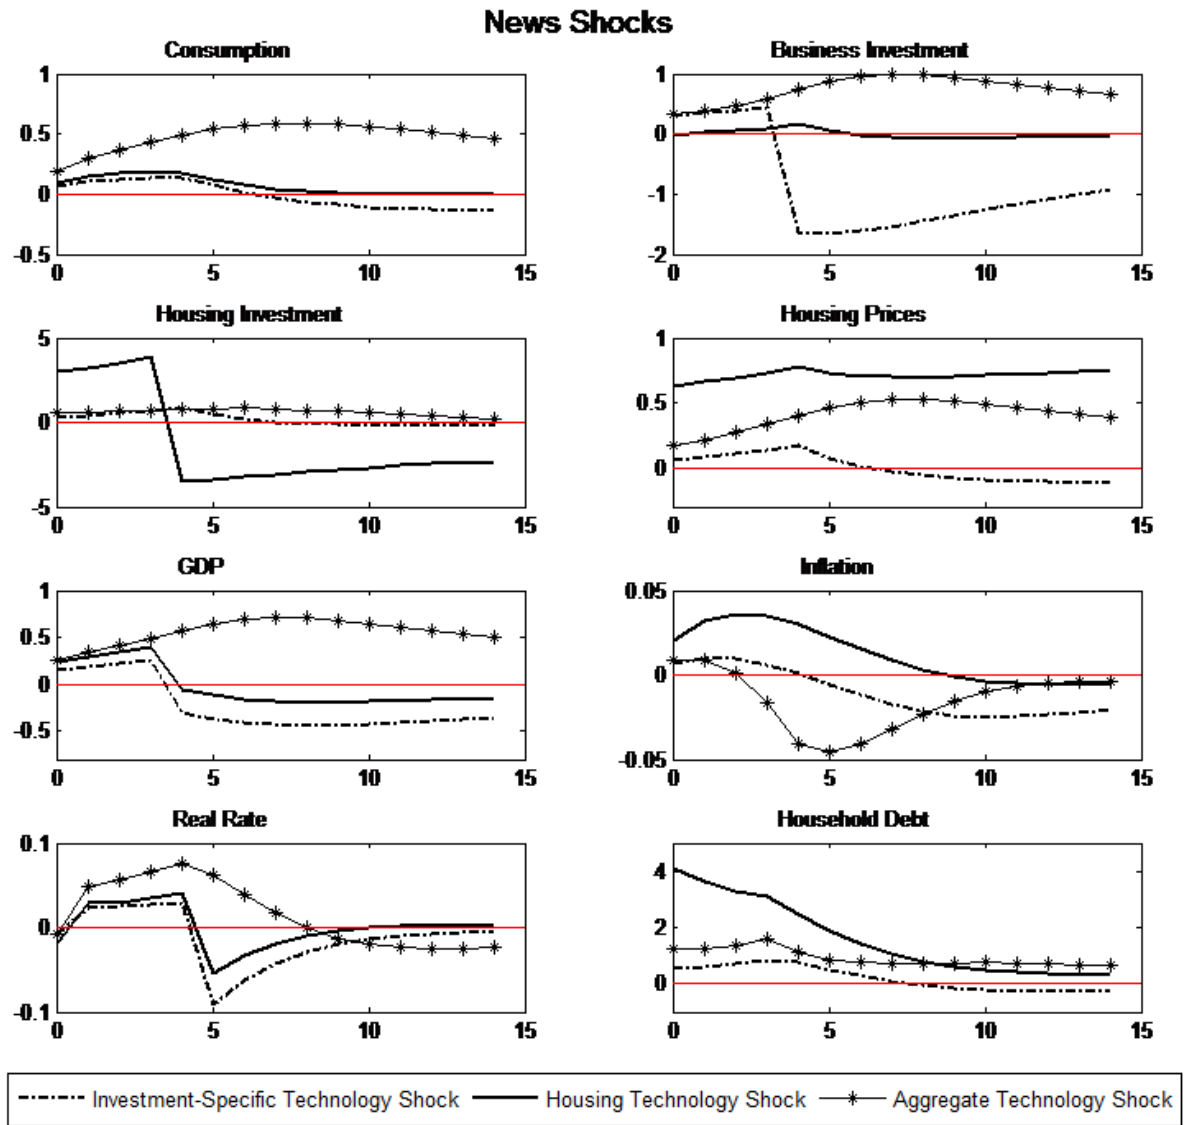 News Shocks
Consumption
1
0.5
0
-0.5
0 5 10 15
Business Investment
1
0
-1
-2
0 5 10 15
Housing Investment
5
0
-5
0 5 10 15
Housing Prices
1
0.5
0
0 5 10 15
GDP
1
0.5
0
-0.5
0 5 10 15
Inflation
0.05
0
-0.05
0 5 10 15
Real Rate
0.1
0
-0.1
0 5 10 15
Household Debt
4
2
0
0 5 10 15
Investment-Specific Technology Shock Housing Technology Shock Aggregate Technology Shock